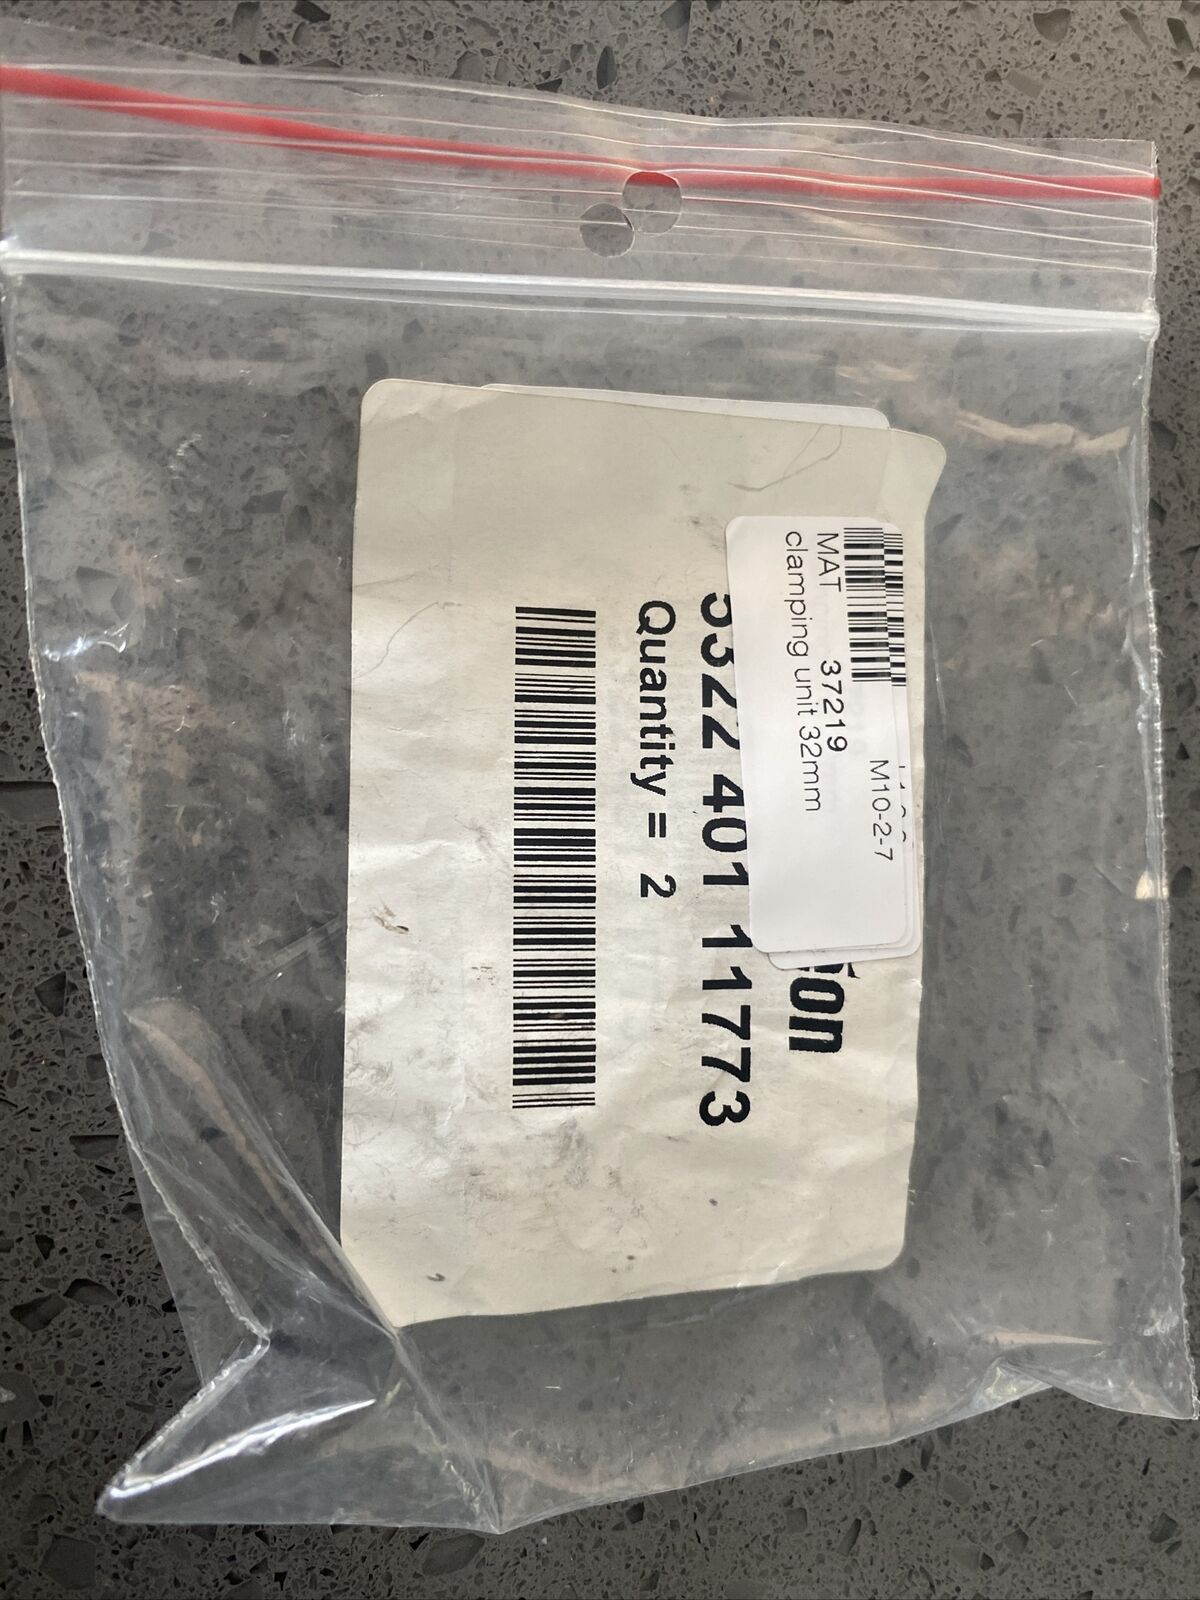 M10-2-7
MAT 37219
clamping unit 32mm
5322 401 11773
Quantity = 2